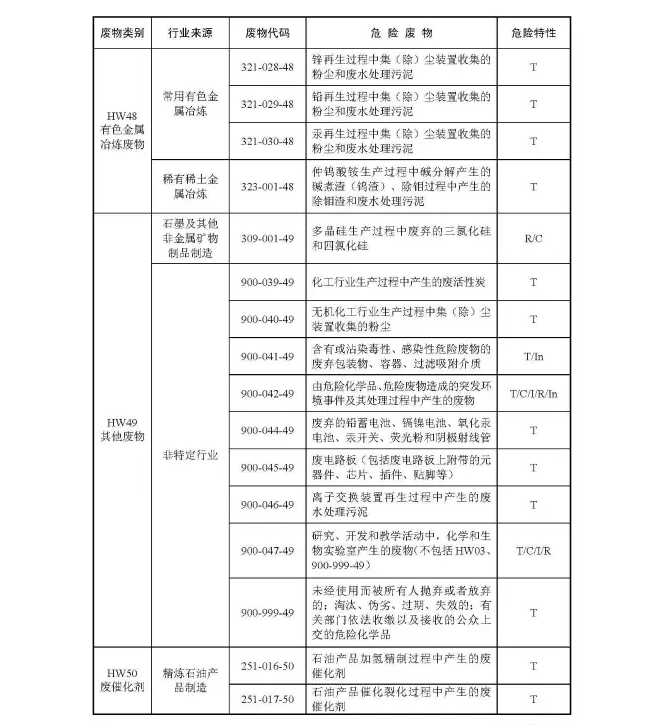 废物类别 行业来源 废物代码 危险废物 危险特性
HW48
有色金属
冶炼废物
常用有色金
属冶炼
321-028-48
锌再生过程中集（除）尘装置收集的
粉尘和废水处理污泥
T
321-029-48
铅再生过程中集（除）尘装置收集的
粉尘和废水处理污泥
T
321-030-48
汞再生过程中集（除）尘装置收集的
粉尘和废水处理污泥
T
稀有稀土金
属冶炼
323-001-48
仲钨酸铵生产过程中碱分解产生的
碱煮渣（钨渣）、除钼过程中产生的
除钼渣和废水处理污泥
T
HW49
其他废物
石墨及其他
非金属矿物
制品制造
309-001-49
多晶硅生产过程中废弃的三氯化硅
和四氯化硅
R/C
非特定行业
900-039-49
化工行业生产过程中产生的废活性炭
T
900-040-49
无机化工行业生产过程中集（除）尘
装置收集的粉尘
T
900-041-49
含有或沾染毒性、感染性危险废物的
废弃包装物、容器、过滤吸附介质
T/In
900-042-49
由危险化学品、危险废物造成的突发环
境事件及其处理过程中产生的废物
T/C/I/R/In
900-044-49
废弃的铅蓄电池、镉镍电池、氧化汞
电池、汞开关、荧光粉和阴极射线管
T
900-045-49
废电路板（包括废电路板上附带的元
器件、芯片、插件、贴脚等）
T
900-046-49
离子交换装置再生过程中产生的废
水处理污泥
T
900-047-49
研究、开发和教学活动中，化学和生
物实验室产生的废物（不包括HW03、
900-999-49）
T/C/I/R
900-999-49
未经使用而被所有人抛弃或者放弃
的；淘汰、伪劣、过期、失效的；有
关部门依法收缴以及接收的公众上
交的危险化学品
T
HW50
废催化剂
精炼石油产
品制造
251-016-50
石油产品加氢精制过程中产生的废
催化剂
T
251-017-50
石油产品催化裂化过程中产生的废
催化剂
T